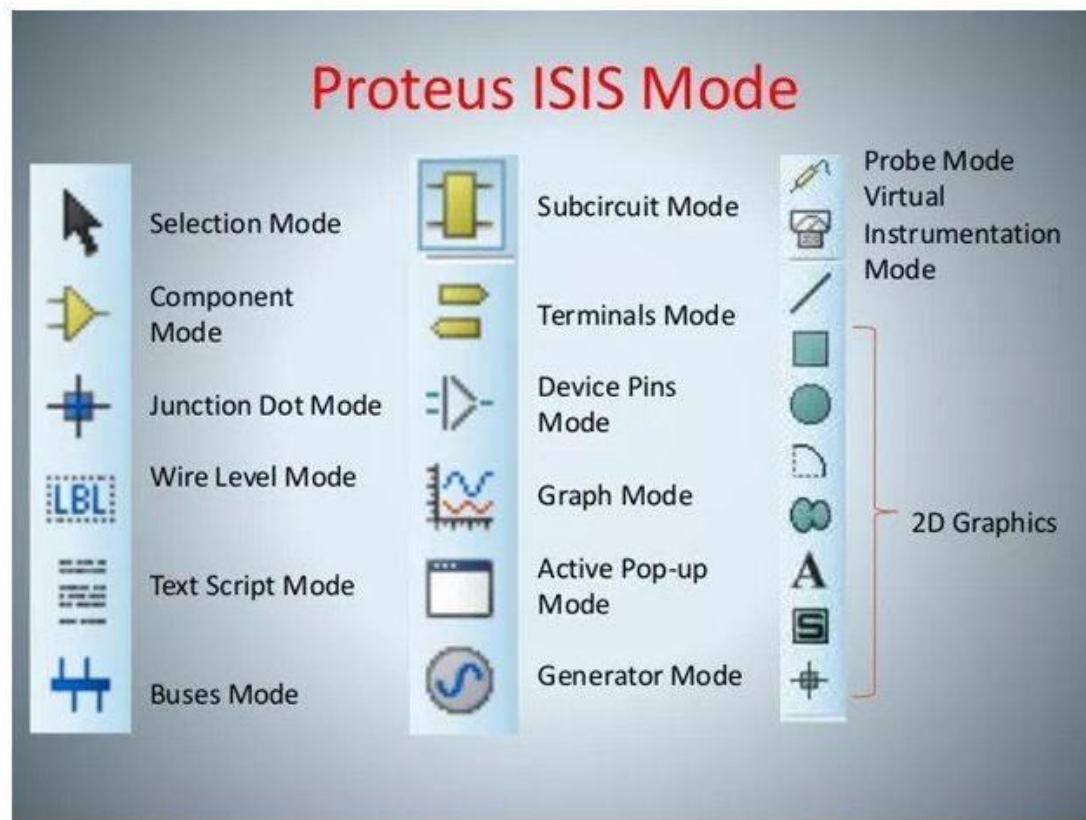 Proteus ISIS Mode
Selection Mode
Component
Mode
Junction Dot Mode
LBL
Wire Level Mode
Text Script Mode
Buses Mode
Subcircuit Mode
Terminals Mode
Device Pins
Mode
Graph Mode
Active Pop-up
Mode
Generator Mode
Probe Mode
Virtual
Instrumentation
Mode
A
S
2D Graphics